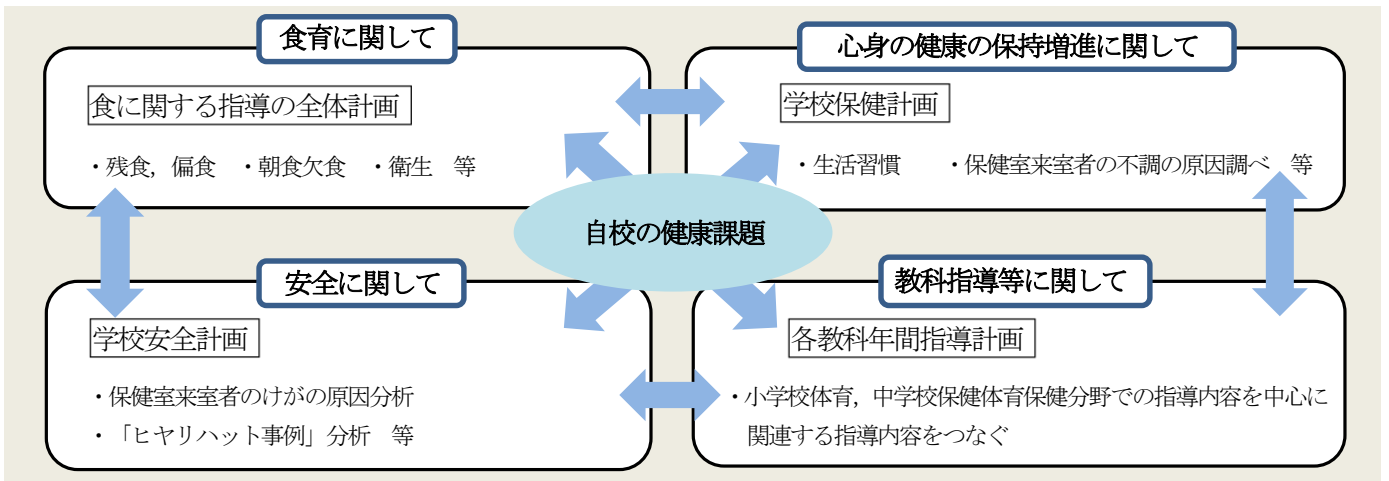 食育に関して
食に関する指導の全体計画
・残食，偏食　・朝食欠食　・衛生　等
心身の健康の保持増進に関して
学校保健計画
・生活習慣　　・保健室来室者の不調の原因調べ　等
自校の健康課題
安全に関して
学校安全計画
・保健室来室者のけがの原因分析
・「ヒヤリハット事例」分析　等
教科指導等に関して
各教科年間指導計画
・小学校体育，中学校保健体育保健分野での指導内容を中心に
関連する指導内容をつなぐ